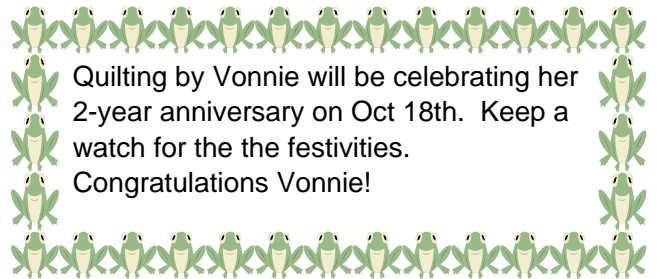 Quilting by Vonnie will be celebrating her
2-year anniversary on Oct 18th.  Keep a
watch for the the festivities.
Congratulations Vonnie!